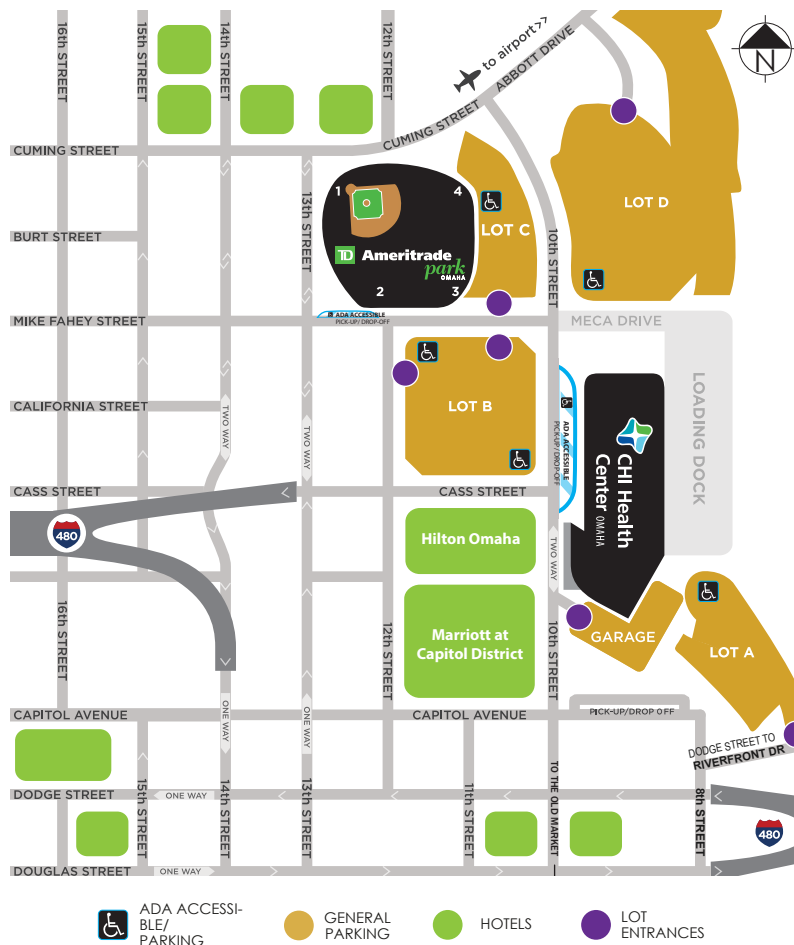 16th STREET
15th STREET
14th STREET
12th STREET
to airport>>
ABBOTT DRIVE
N
CUMING STREET
CUMING STREET
13th STREET
1
4
LOT C
LOT D
BURT STREET
TD Ameritrade
park
OMAHA
10th STREET
2
3
MIKE FAHEY STREET
ADA ACCESSIBLE
PICK-UP/ DROP-OFF
MECA DRIVE
CALIFORNIA STREET
TWO WAY
TWO WAY
LOT B
ADA ACCESSIBLE
PICK-UP/ DROP-OFF
CHI Health
Center OMAHA
LOADING DOCK
CASS STREET
CASS STREET
480
Hilton Omaha
TWO WAY
16th STREET
12th STREET
Marriott at
Capitol District
10th STREET
GARAGE
LOT A
ONE WAY
ONE WAY
CAPITOL AVENUE
CAPITOL AVENUE
PICK-UP/DROP OFF
DODGE STREET TO
RIVERFRONT DR
15th STREET
14th STREET
13th STREET
11th STREET
TO THE OLD MARKET
8th STREET
DODGE STREET
ONE WAY
480
DOUGLAS STREET
ONE WAY
ADA ACCESSI-
BLE/
PARKING
GENERAL
PARKING
HOTELS
LOT
ENTRANCES